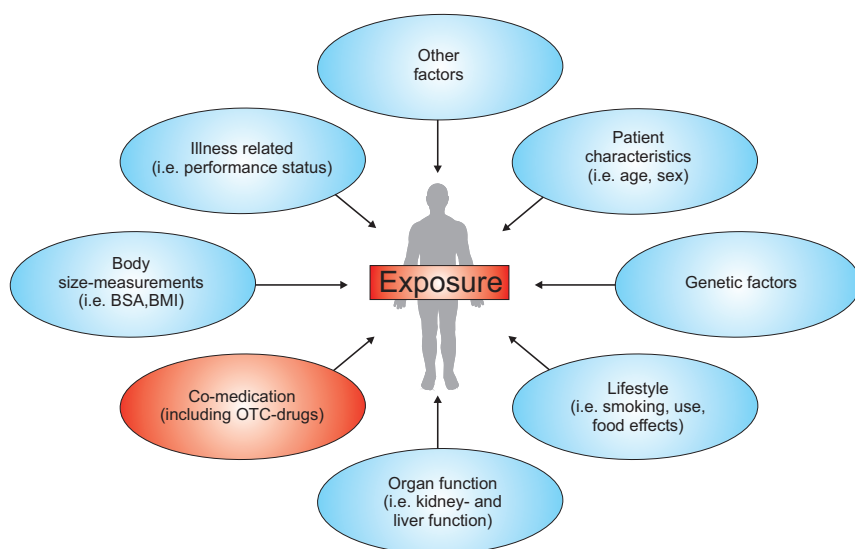 Other
factors
Illness related
(i.e. performance status)
Patient
characteristics
(i.e. age, sex)
Body
size-measurements
(i.e. BSA,BMI)
Exposure
Genetic factors
Co-medication
(including OTC-drugs)
Lifestyle
(i.e. smoking, use,
food effects)
Organ function
(i.e. kidney- and
liver function)